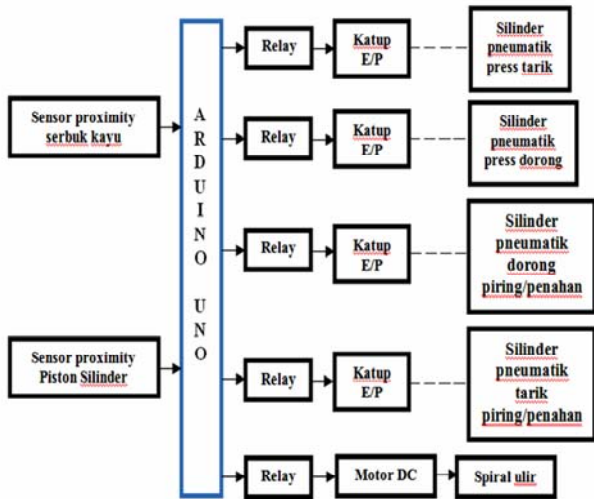 Sensor proximity
serbuk kayu
Sensor proximity
Piston Silinder
ARDUINO UNO
Relay
Katup
E/P
Silinder
pneumatik
press tarik
Relay
Katup
E/P
Silinder
pneumatik
press dorong
Relay
Katup
E/P
Silinder
pneumatik
dorong
piring/penahan
Relay
Katup
E/P
Silinder
pneumatik
tarik
piring/penahan
Relay
Motor DC
Spiral ulir